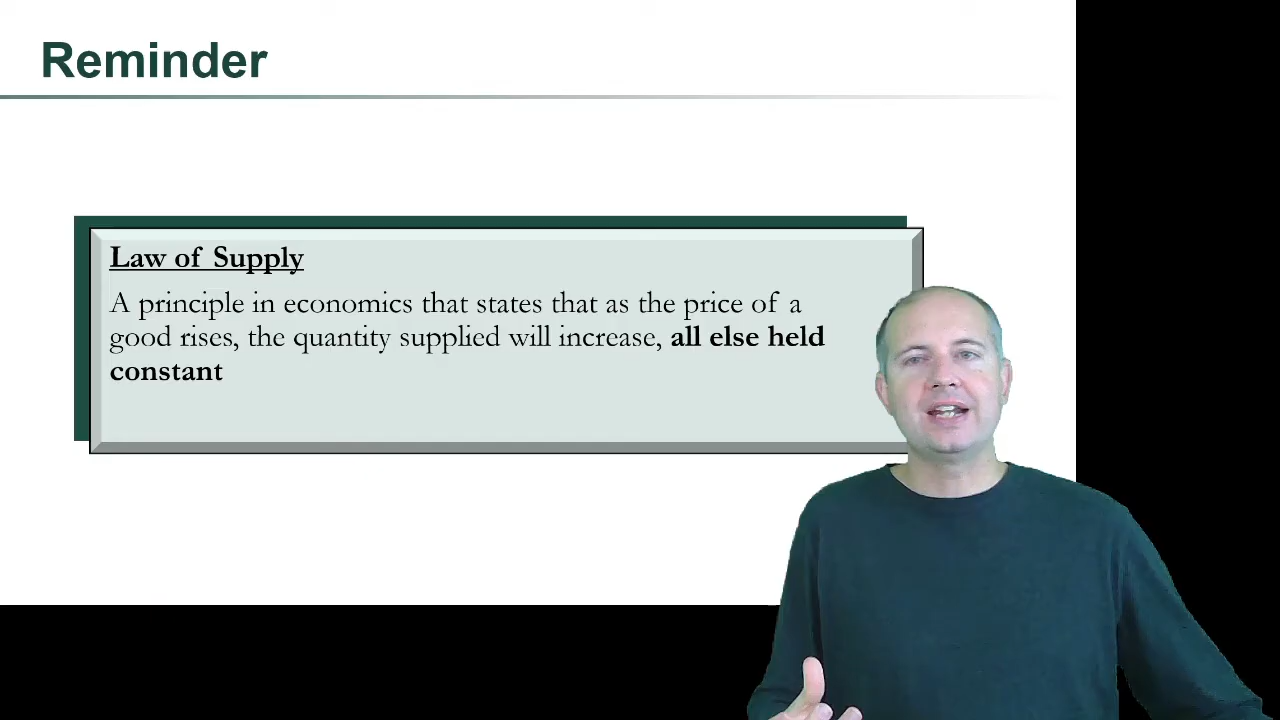 Reminder
Law of Supply
A principle in economics that states that as the price of a
good rises, the quantity supplied will increase, all else held
constant